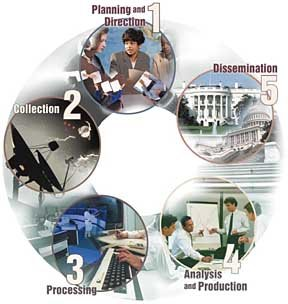 1
Planning and
Direction
2
Collection
3
Processing
4
Analysis
and Production
5
Dissemination